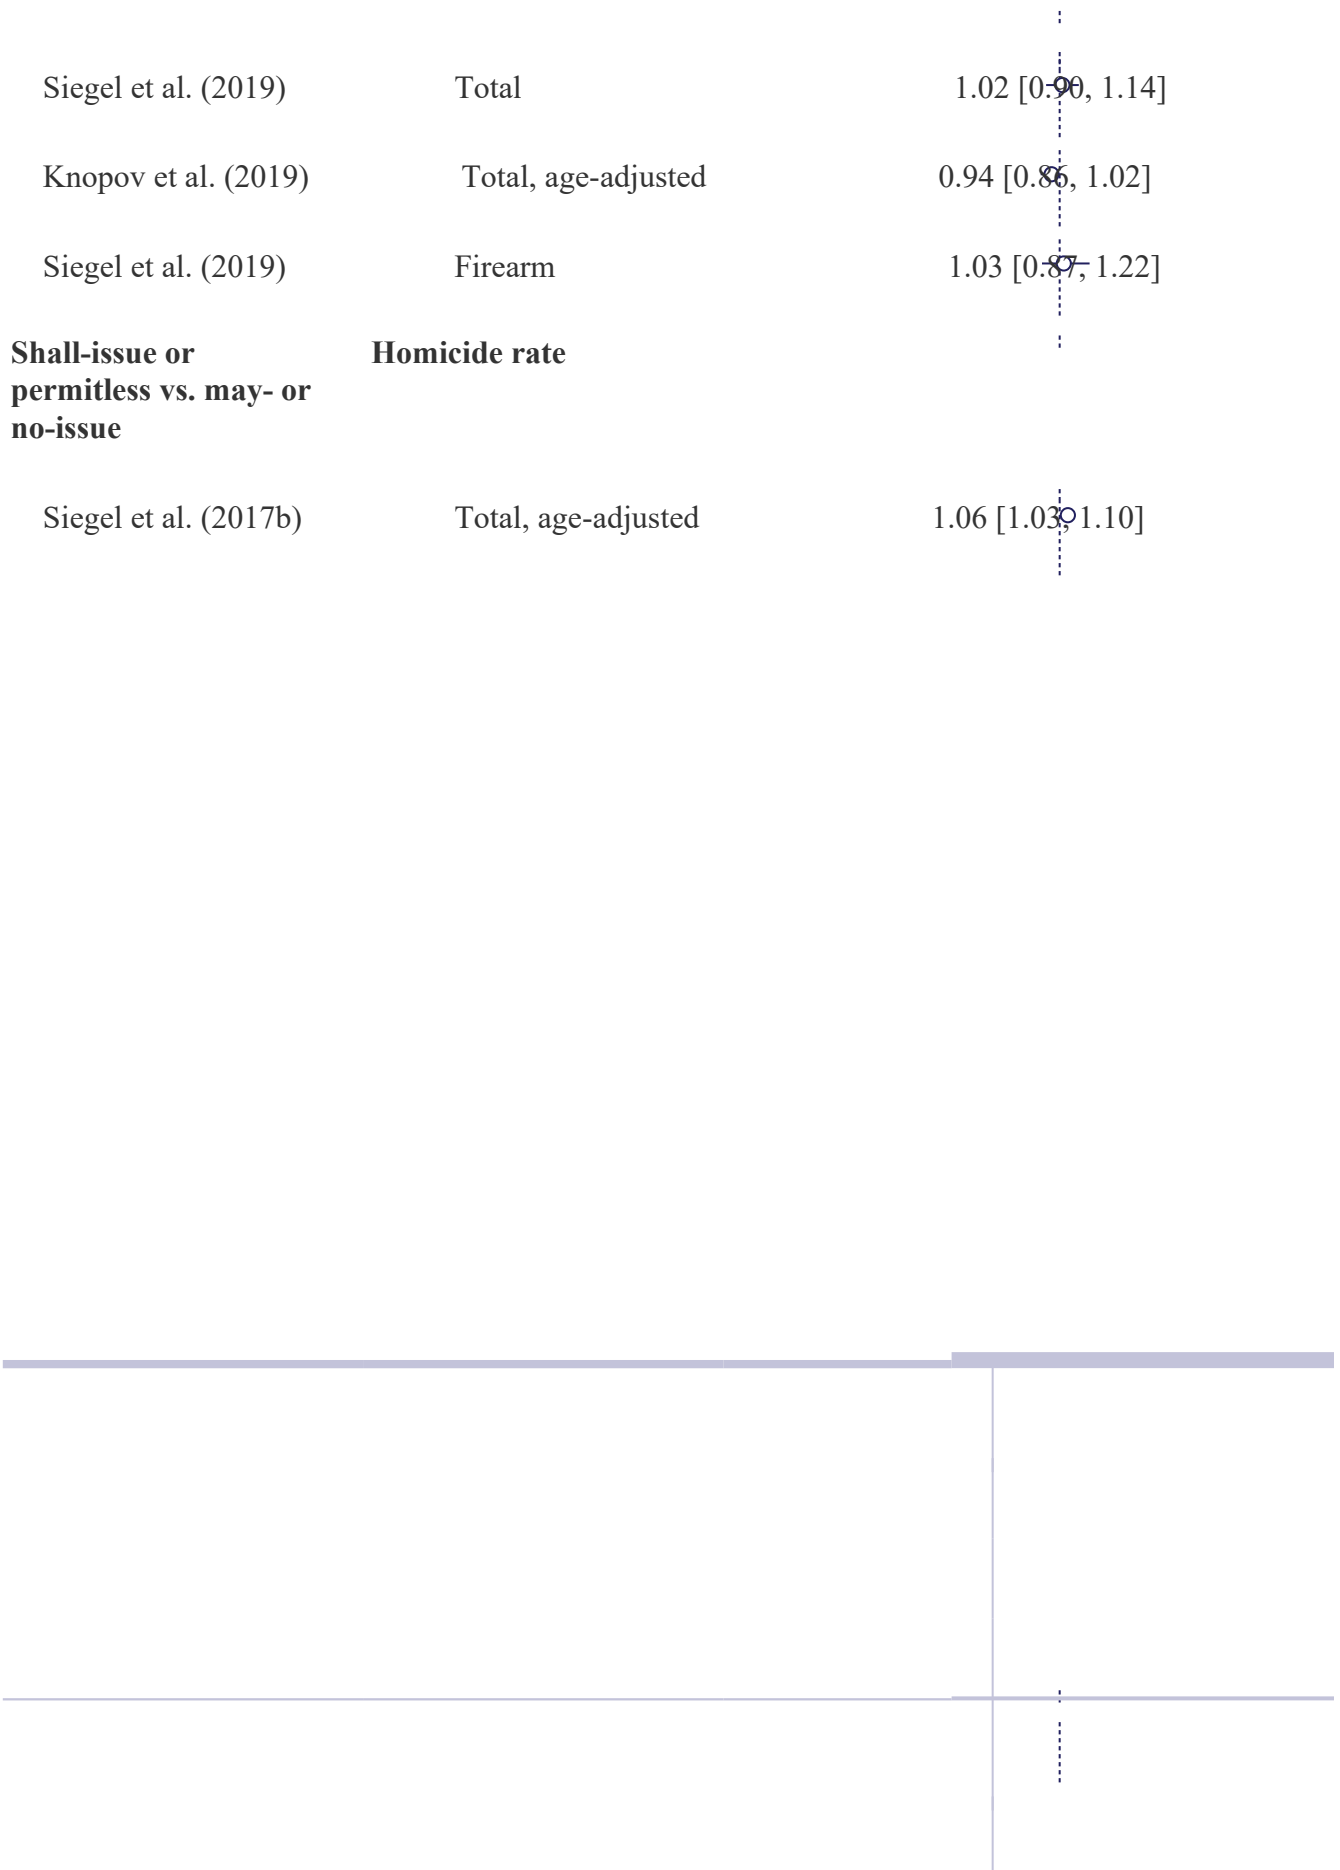 Siegel et al. (2019) Total 1.02 [0.90, 1.14]
Knopov et al. (2019) Total, age-adjusted 0.94 [0.86, 1.02]
Siegel et al. (2019) Firearm 1.03 [0.87, 1.22]
Shall-issue or Homicide rate
permitless vs. may- or
no-issue
Siegel et al. (2017b) Total, age-adjusted 1.06 [1.03, 1.10]